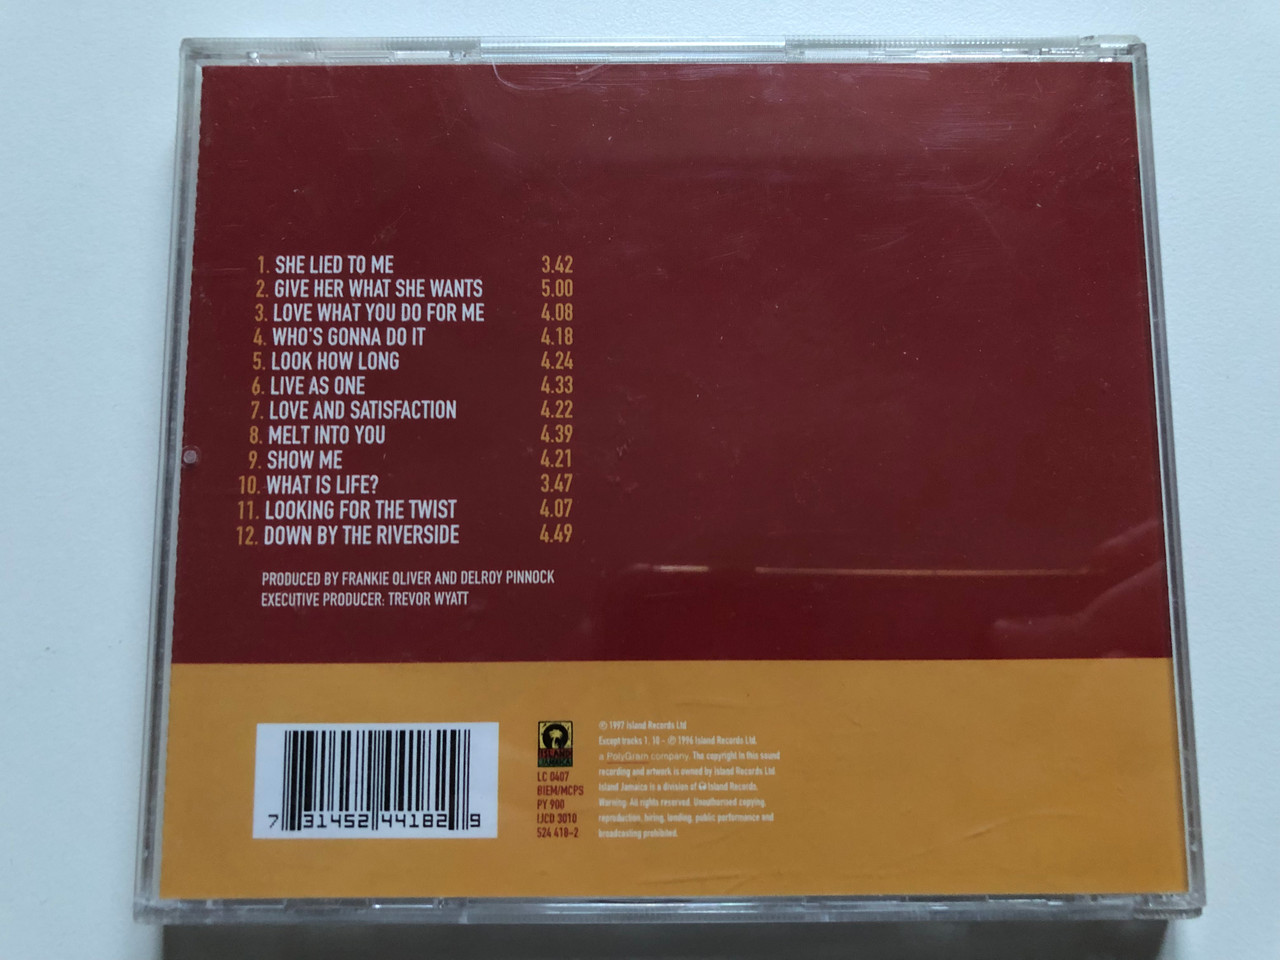 1. SHE LIED TO ME 3.42
2. GIVE HER WHAT SHE WANTS 5.00
3. LOVE WHAT YOU DO FOR ME 4.08
4. WHO'S GONNA DO IT 4.18
5. LOOK HOW LONG 4.24
6. LIVE AS ONE 4.33
7. LOVE AND SATISFACTION 4.22
8. MELT INTO YOU 4.39
9. SHOW ME 4.21
10. WHAT IS LIFE? 3.47
11. LOOKING FOR THE TWIST 4.07
12. DOWN BY THE RIVERSIDE 4.49
PRODUCED BY FRANKIE OLIVER AND DELROY PINNOCK
EXECUTIVE PRODUCER: TREVOR WYATT
7 31452 44182 9
ISLAND
JAMAICA
LC 0407
BIEM/MCPS
PY 900
IJCD 3010
524 418-2
℗ 1997 Island Records Ltd
Except tracks 1, 10 - ℗ 1996 Island Records Ltd.
a PolyGram company. The copyright in this sound
recording and artwork is owned by Island Records Ltd
Island Jamaica is a division of Island Records.
Warning: All rights reserved. Unauthorised copying,
reproduction, hiring, lending, public performance and
broadcasting prohibited.